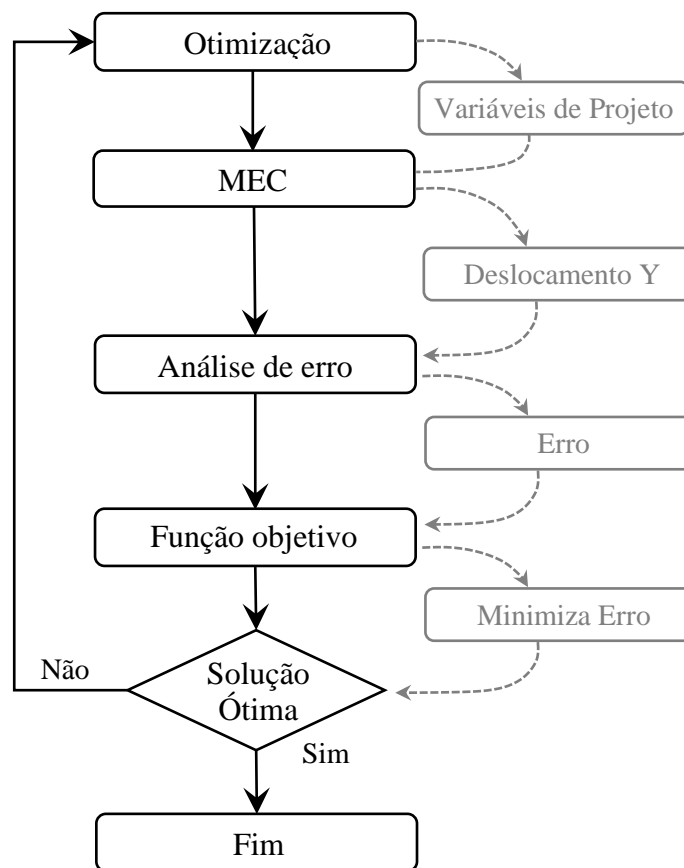 Otimização
Variáveis de Projeto
MEC
Deslocamento Y
Análise de erro
Erro
Função objetivo
Minimiza Erro
Não
Solução
Ótima
Sim
Fim